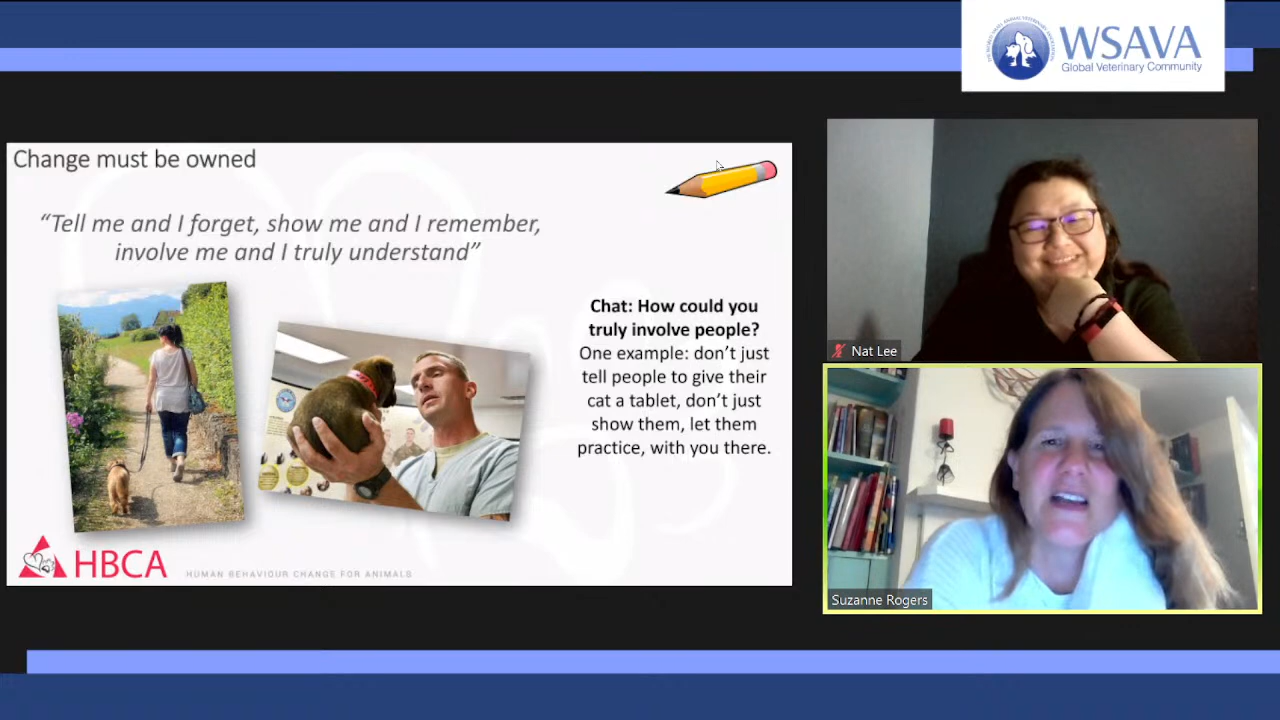 WSAVA
Global Veterinary Community
Change must be owned
“Tell me and I forget, show me and I remember,
involve me and I truly understand”
Chat: How could you
truly involve people?
One example: don’t just
tell people to give their
cat a tablet, don’t just
show them, let them
practice, with you there.
HBCA
HUMAN BEHAVIOUR CHANGE FOR ANIMALS
Nat Lee
Suzanne Rogers